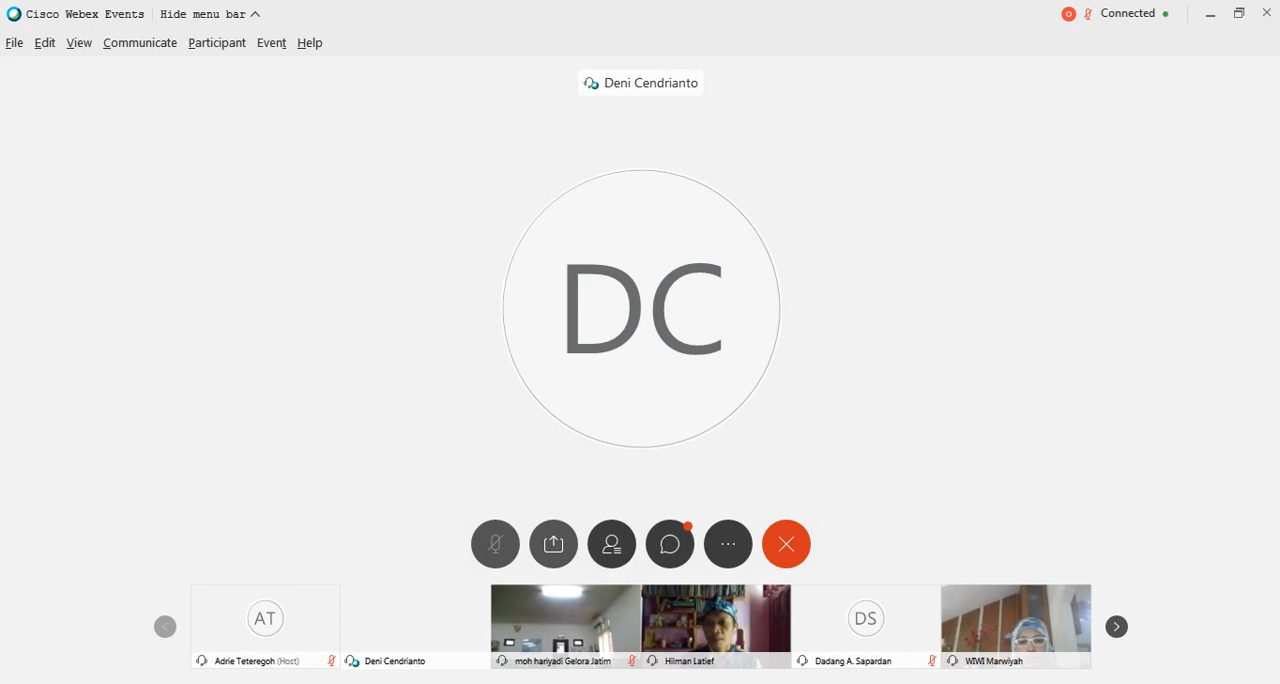 Cisco Webex Events Hide menu bar Connected
File Edit View Communicate Participant Event Help
Deni Cendrianto
DC
AT
DS
Adrie Teteregoh (Host)
Deni Cendrianto
moh hariyadi Gelora Jatim
Hilman Latief
Dadang A. Sapardan
WIWI Marwiyah